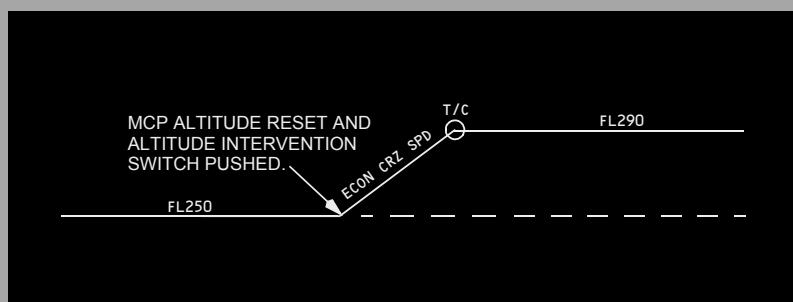 T/C
MCP ALTITUDE RESET AND
ALTITUDE INTERVENTION
SWITCH PUSHED.
ECON CRZ SPD
FL290
FL250